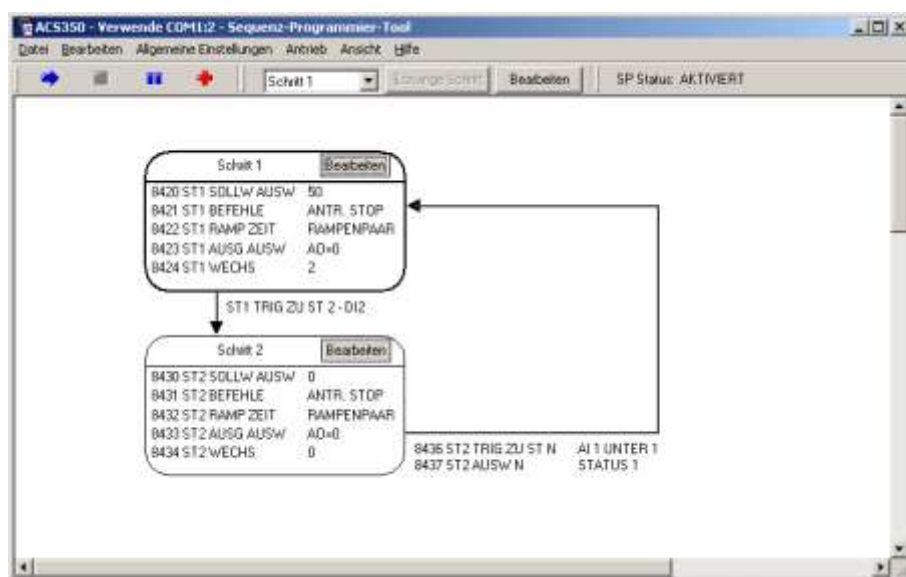 ACS350 - Verwende COM1:2 - Sequenz-Programmier-Tool
Datei Bearbeiten Allgemeine Einstellungen Antrieb Ansicht Hilfe
Schritt 1 Erzwinge Schritt Bearbeiten SP Status: AKTIVIERT
Schritt 1 Bearbeiten
8420 ST1 SOLLW AUSW 50
8421 ST1 BEFEHLE ANTR. STOP
8422 ST1 RAMP ZEIT RAMPENPAAR
8423 ST1 AUSG AUSW AO=0
8424 ST1 WECHS 2
ST1 TRIG ZU ST 2 - DI2
Schritt 2 Bearbeiten
8430 ST2 SOLLW AUSW 0
8431 ST2 BEFEHLE ANTR. STOP
8432 ST2 RAMP ZEIT RAMPENPAAR
8433 ST2 AUSG AUSW AO=0
8434 ST2 WECHS 0
8436 ST2 TRIG ZU ST N AI 1 UNTER 1
8437 ST2 AUSW N STATUS 1